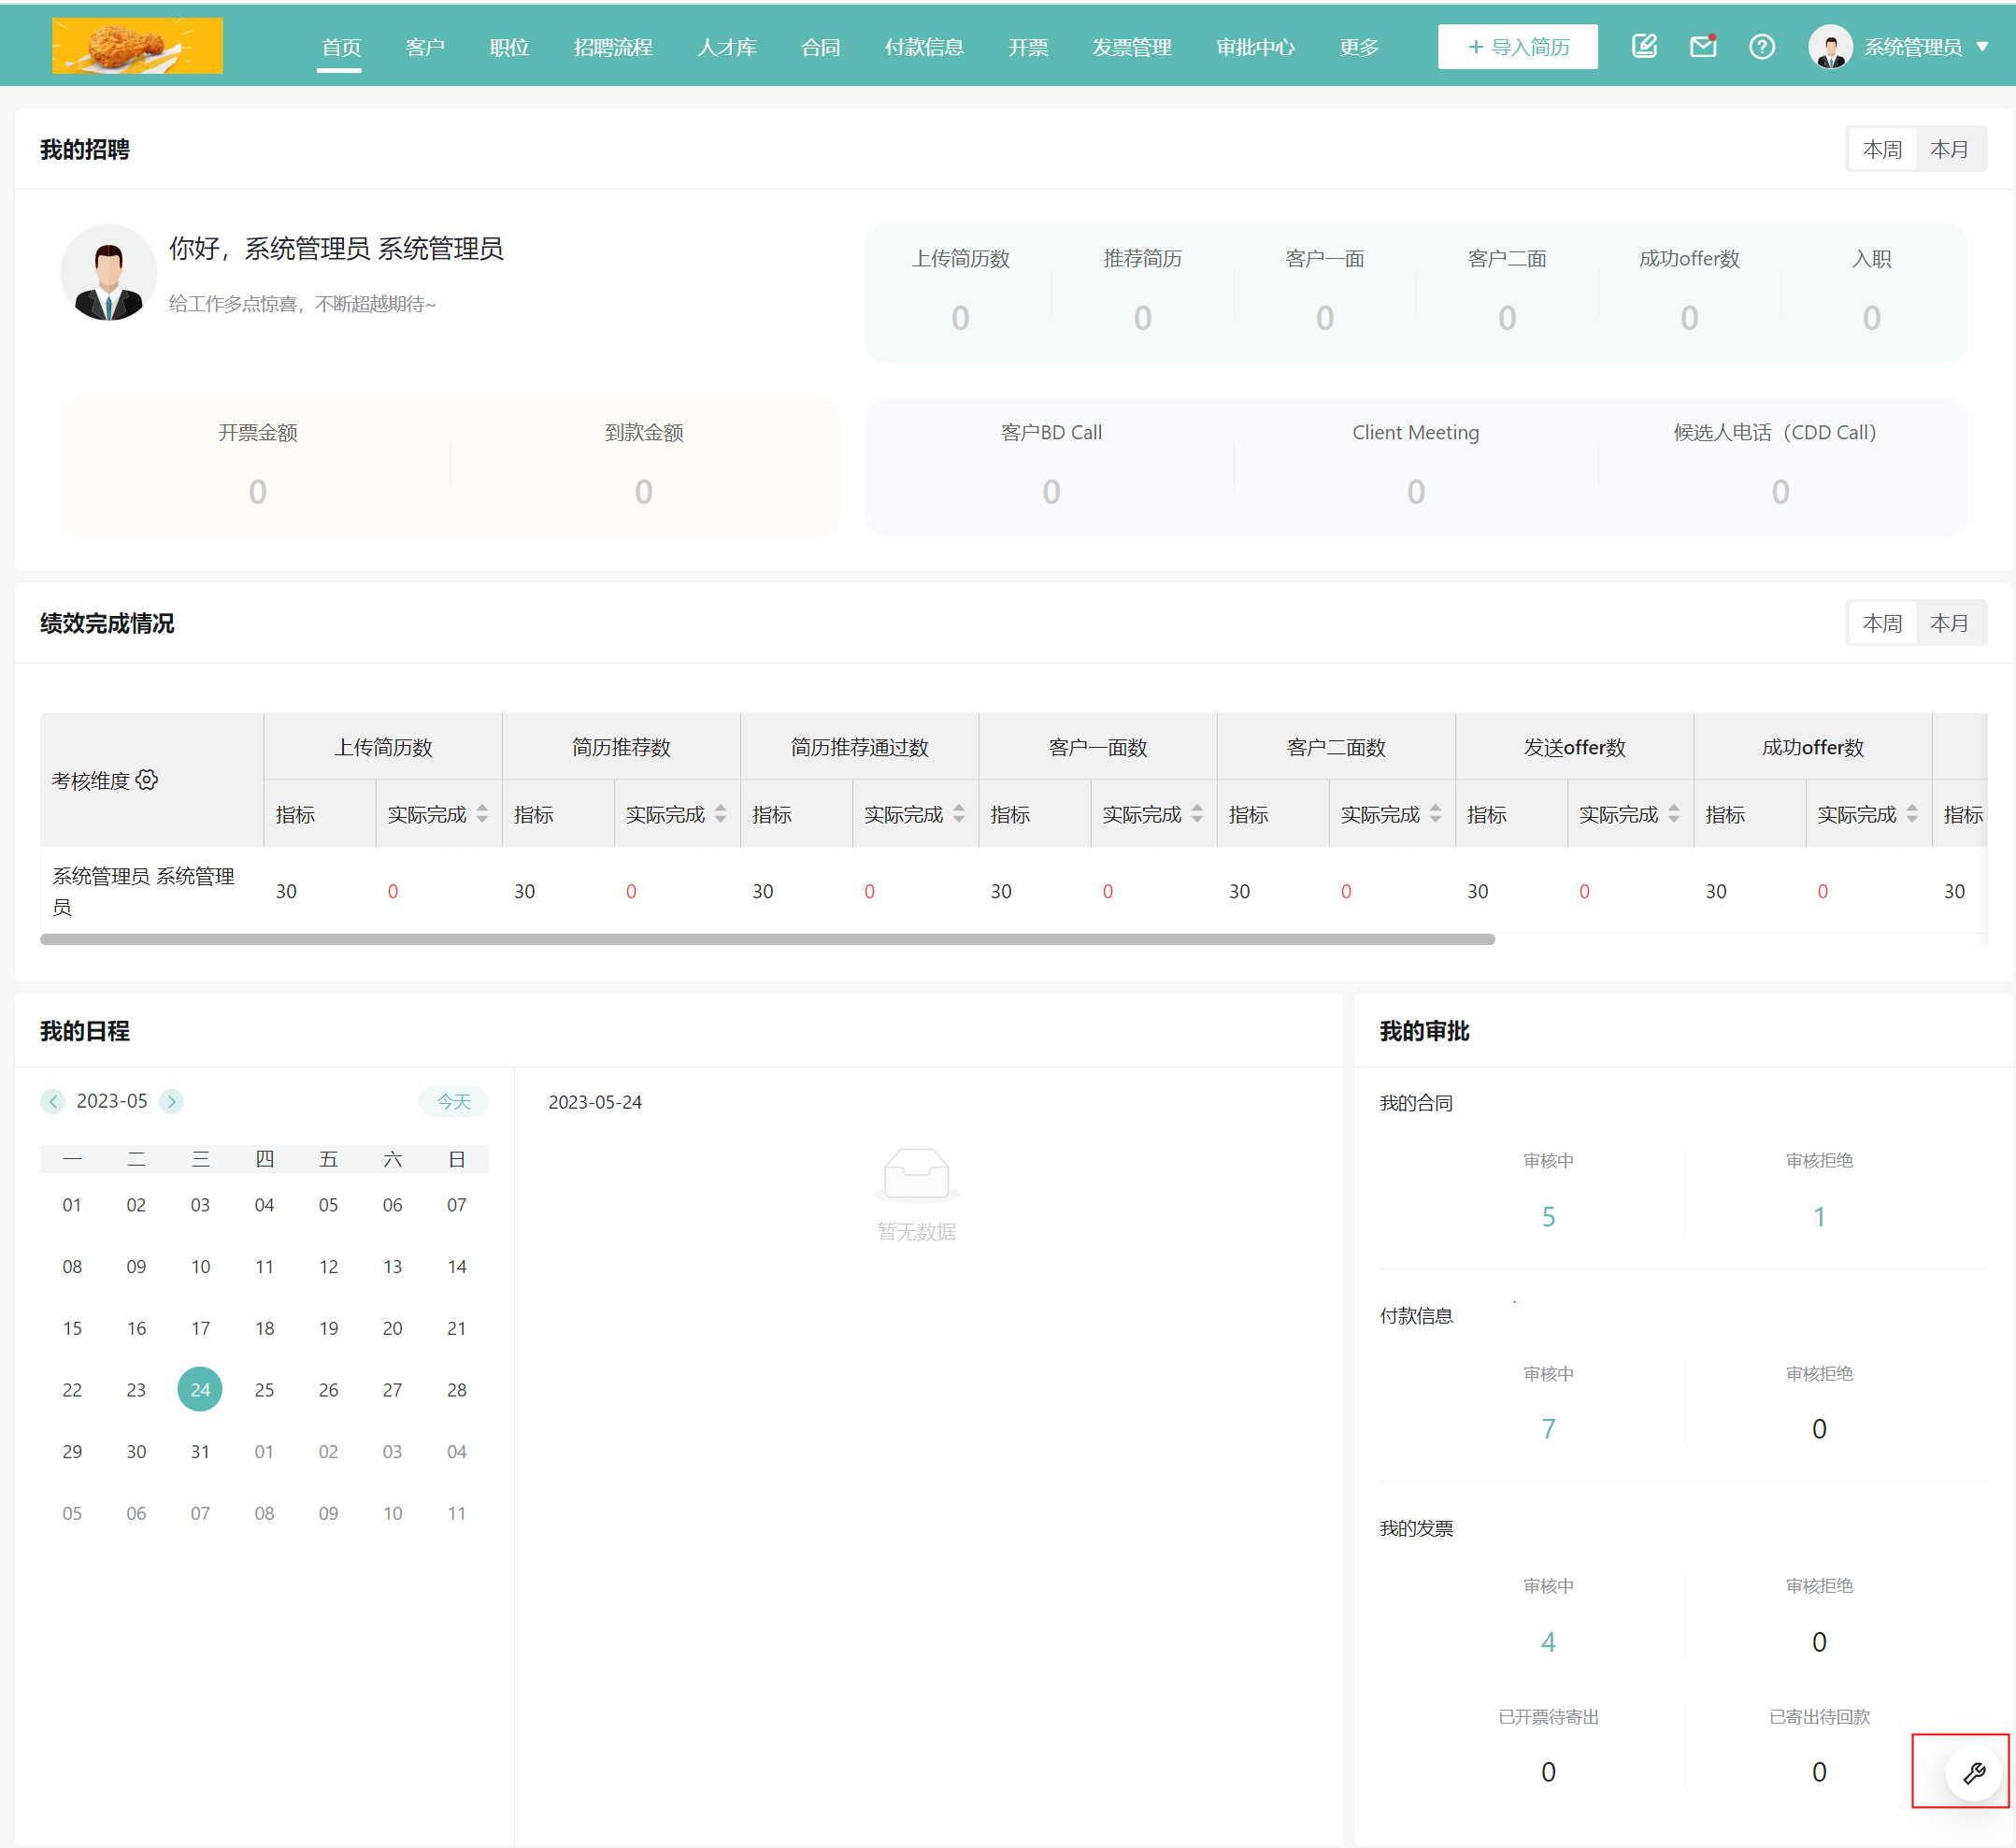 首页 客户 职位 招聘流程 人才库 合同 付款信息 开票 发票管理 审批中心 更多 + 导入简历 系统管理员
我的招聘 本周 本月
你好，系统管理员 系统管理员
给工作多点惊喜，不断超越期待~
上传简历数 推荐简历 客户一面 客户二面 成功offer数 入职
0 0 0 0 0 0
开票金额 到款金额 客户BD Call Client Meeting 候选人电话（CDD Call）
0 0 0 0 0
绩效完成情况 本周 本月
考核维度 上传简历数 简历推荐数 简历推荐通过数 客户一面数 客户二面数 发送offer数 成功offer数
指标 实际完成 指标 实际完成 指标 实际完成 指标 实际完成 指标 实际完成 指标 实际完成 指标 实际完成 指标
系统管理员 系统管理
员
30 0 30 0 30 0 30 0 30 0 30 0 30 0 30
我的日程
2023-05 今天
一 二 三 四 五 六 日
01 02 03 04 05 06 07
08 09 10 11 12 13 14
15 16 17 18 19 20 21
22 23 24 25 26 27 28
29 30 31 01 02 03 04
05 06 07 08 09 10 11
2023-05-24
暂无数据
我的审批
我的合同
审核中 审核拒绝
5 1
付款信息
审核中 审核拒绝
7 0
我的发票
审核中 审核拒绝
4 0
已开票待寄出 已寄出待回款
0 0